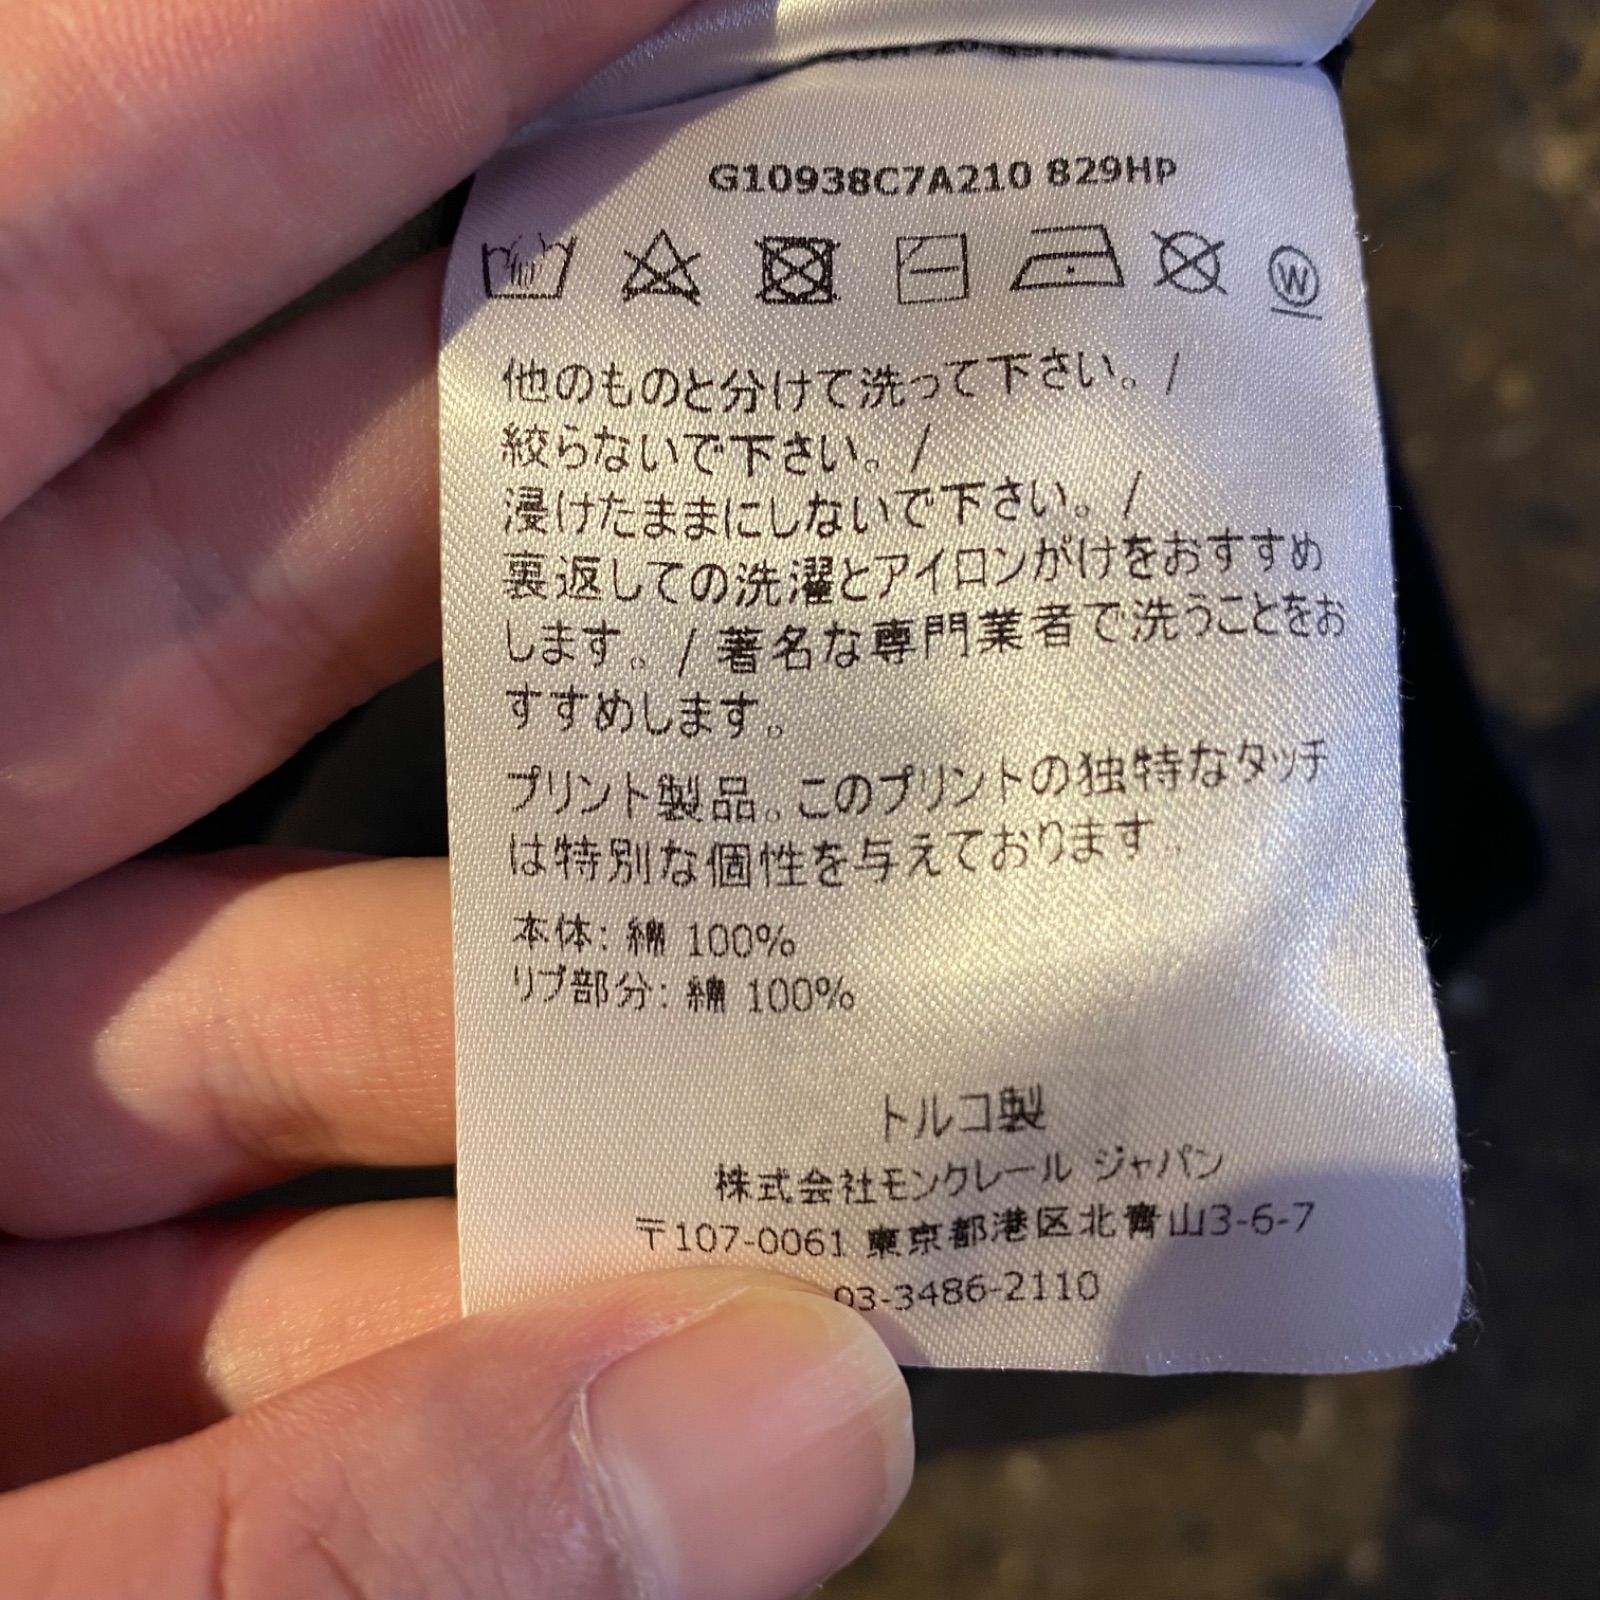 G10938C7A210 829HP
W
他のものと分けて洗って下さい。/
絞らないで下さい。/
浸けたままにしないで下さい。/
裏返しての洗濯とアイロンがけをおすすめ
します。/ 著名な専門業者で洗うことをお
すすめします。
プリント製品。このプリントの独特なタッチ
は特別な個性を与えております。
本体: 綿 100%
リブ部分: 綿 100%
トルコ製
株式会社モンクレール ジャパン
〒107-0061 東京都港区北青山3-6-7
03-3486-2110